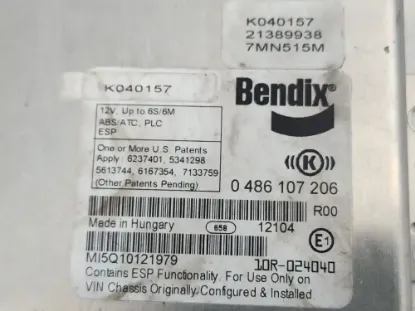 K040157
21389938
7MN515M
K040157
Bendix
12V, Up to 6S/6M
ABS/ATC, PLC
ESP
One or More U.S. Patents
Apply : 6237401, 5341298
5613744, 6167354, 7133759
(Other Patents Pending)
K
0 486 107 206
R00
Made in Hungary
658
12104
E1
MI5Q10121979
10R-024040
Contains ESP Functionality. For Use Only on
VIN Chassis Originally Configured & Installed